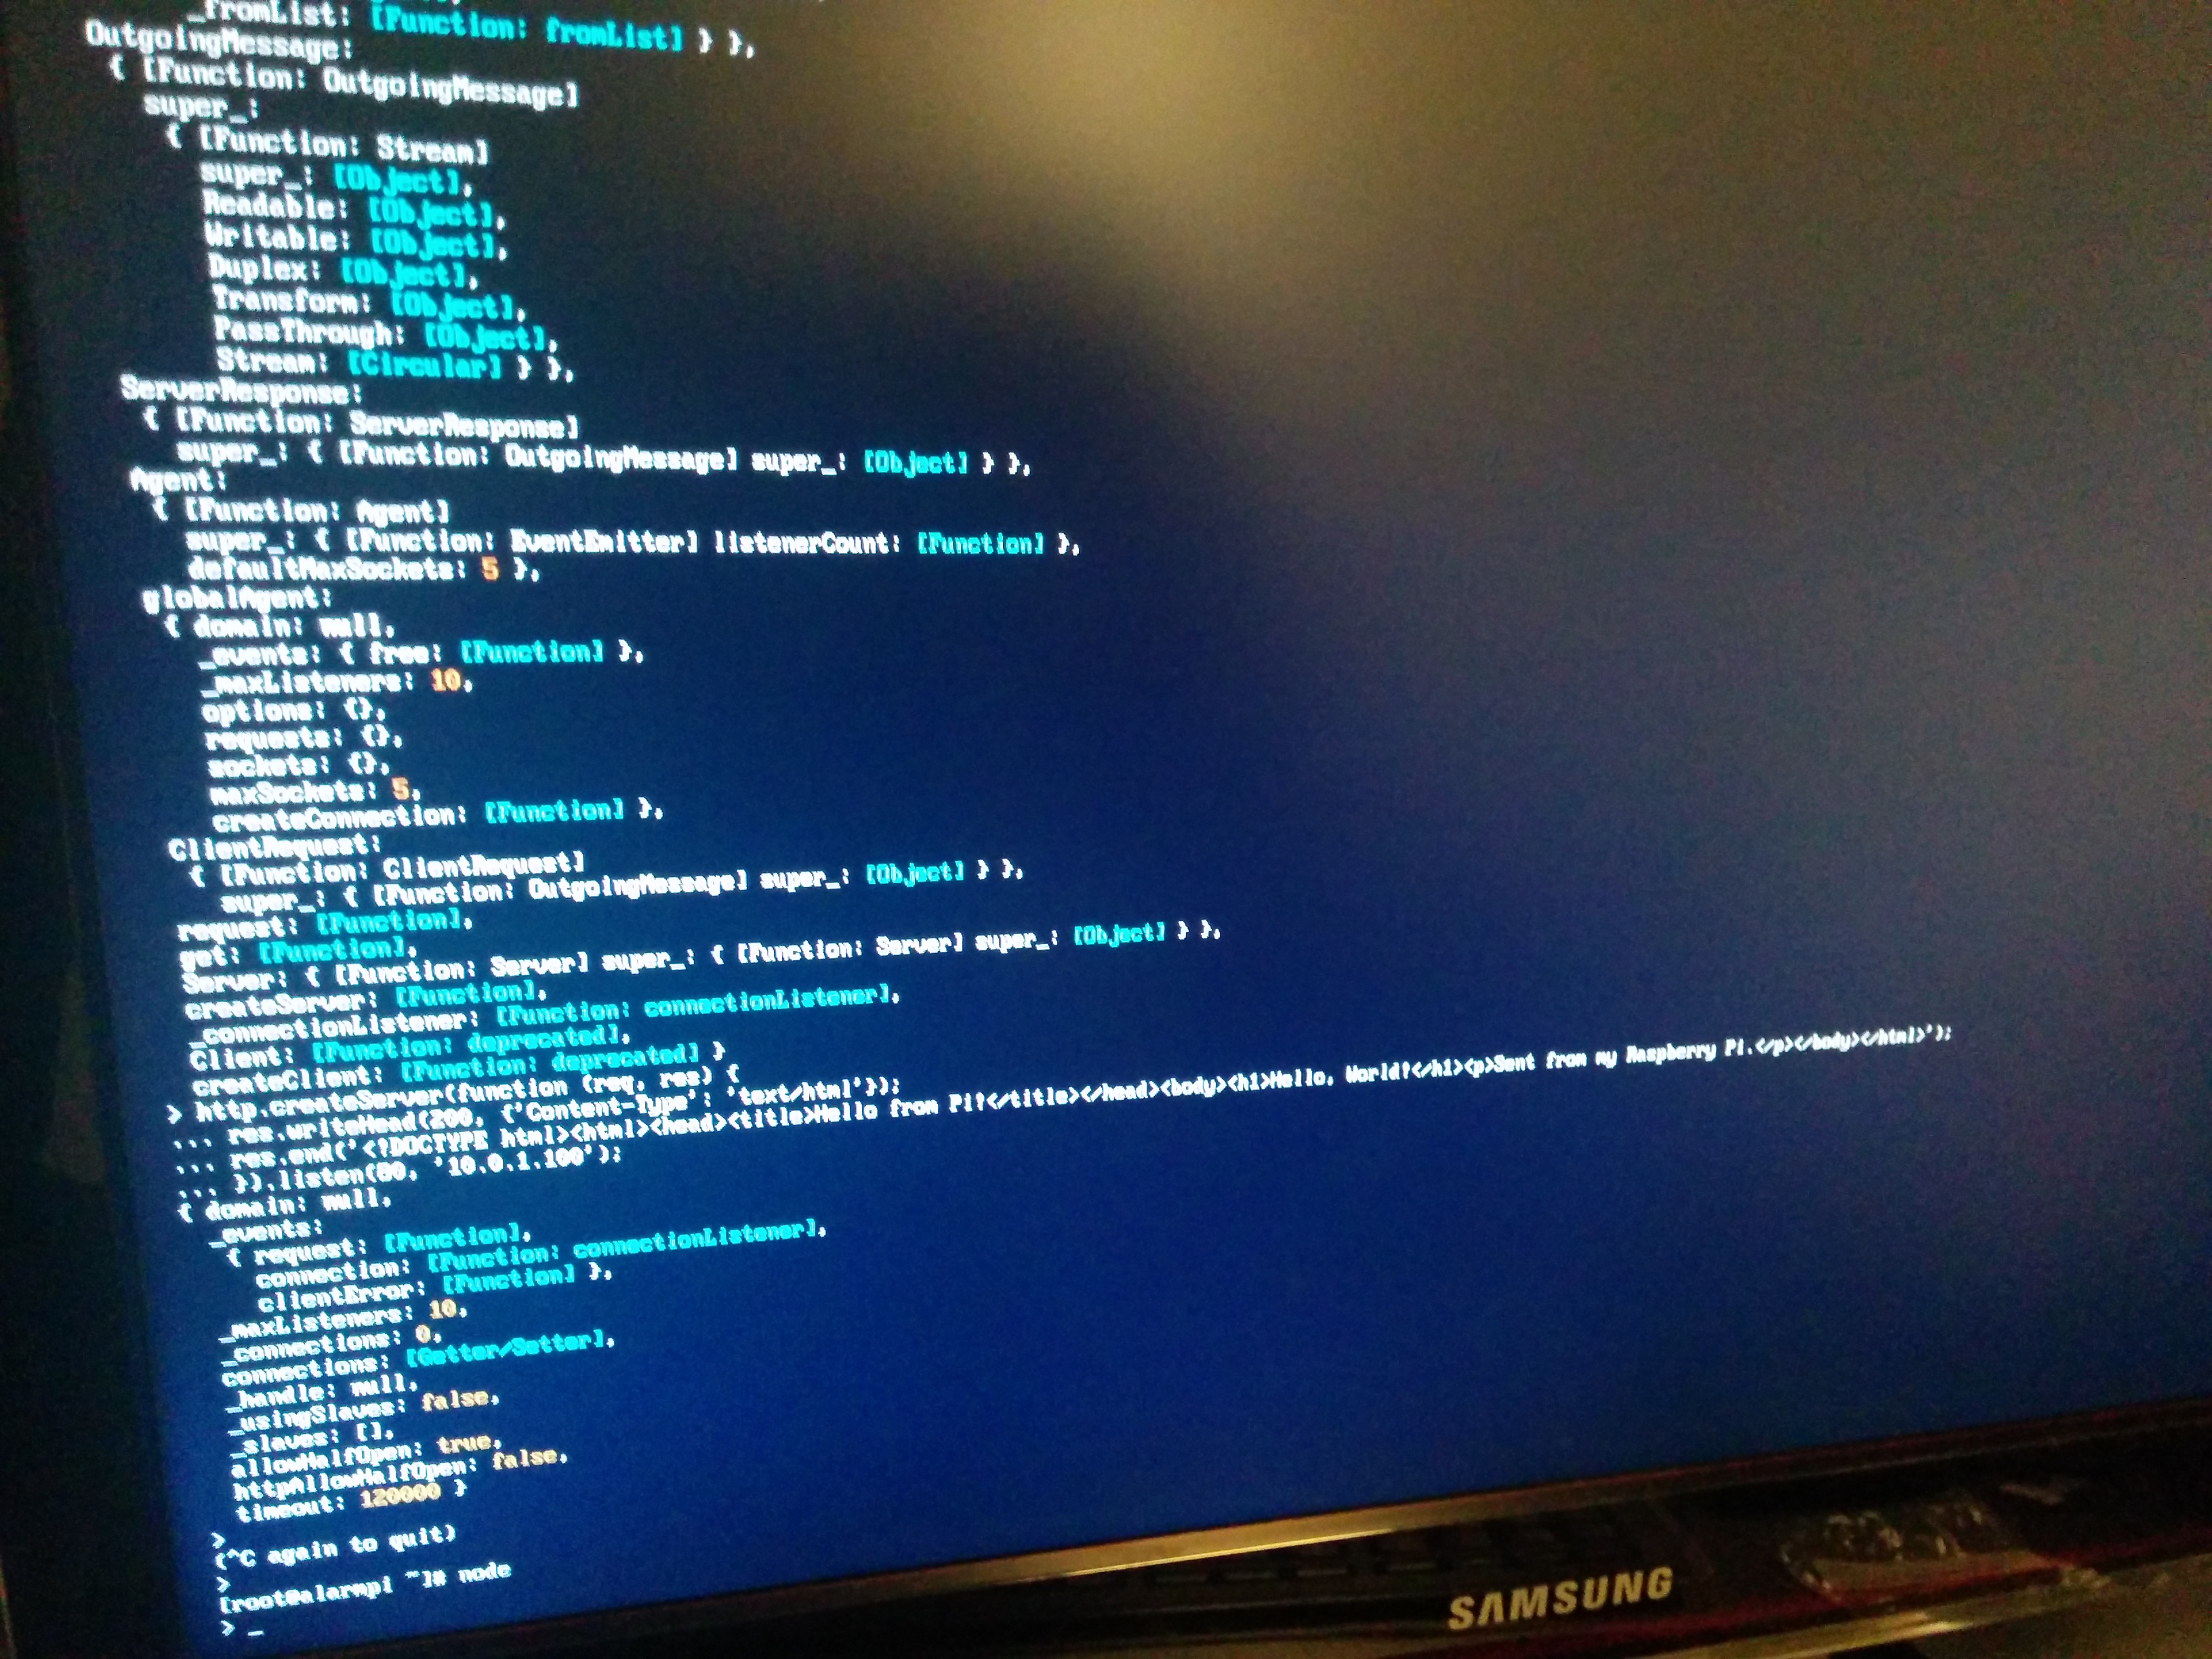 _fromList: [Function: fromList] } },
OutgoingMessage:
{ [Function: OutgoingMessage]
super_:
{ [Function: Stream]
super_: [Object],
Readable: [Object],
Writable: [Object],
Duplex: [Object],
Transform: [Object],
PassThrough: [Object],
Stream: [Circular] } },
ServerResponse:
{ [Function: ServerResponse]
super_: { [Function: OutgoingMessage] super_: [Object] } },
Agent:
{ [Function: Agent]
super_: { [Function: EventEmitter] listenerCount: [Function] },
defaultMaxSockets: 5 },
globalAgent:
{ domain: null,
_events: { free: [Function] },
_maxListeners: 10,
options: {},
requests: {},
sockets: {},
maxSockets: 5,
createConnection: [Function] },
ClientRequest:
{ [Function: ClientRequest]
super_: { [Function: OutgoingMessage] super_: [Object] } },
request: [Function],
get: [Function],
Server: { [Function: Server] super_: { [Function: Server] super_: [Object] } },
createServer: [Function],
_connectionListener: [Function: connectionListener],
Client: [Function: deprecated],
createClient: [Function: deprecated] }
> http.createServer(function (req, res) {
... res.writeHead(200, {'Content-Type': 'text/html'});
... res.end('<!DOCTYPE html><html><head><title>Hello from Pi!</title></head><body><h1>Hello, World!</h1><p>Sent from my Raspberry Pi.</p></body></html>');
... }).listen(80, '10.0.1.100');
{ domain: null,
_events:
{ request: [Function],
connection: [Function: connectionListener],
clientError: [Function] },
_maxListeners: 10,
_connections: 0,
connections: [Getter/Setter],
_handle: null,
_usingSlaves: false,
_slaves: [],
allowHalfOpen: true,
httpAllowHalfOpen: false,
timeout: 120000 }
>
(^C again to quit)
>
[root@alarmpi ~]# node
> _
SAMSUNG